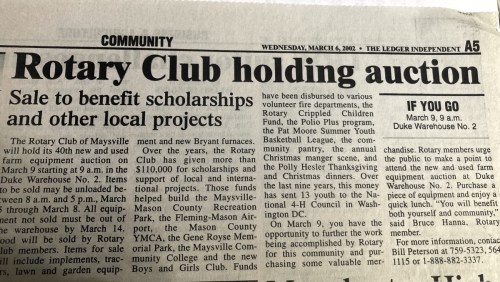 COMMUNITY
WEDNESDAY, MARCH 6, 2002 • THE LEDGER INDEPENDENT A5
Rotary Club holding auction
Sale to benefit scholarships
and other local projects
The Rotary Club of Maysville
will hold its 40th new and used
farm equipment auction on
March 9 starting at 9 a.m. in the
Duke Warehouse No. 2. Items
to be sold may be unloaded be-
tween 8 a.m. and 5 p.m., March
through March 8. All equip-
ment not sold must be out of
the warehouse by March 14.
will be sold by Rotary
Club members. Items for sale
will include implements, trac-
lawn and garden equip-
ment and new Bryant furnaces.
Over the years, the Rotary
Club has given more than
$110,000 for scholarships and
support of local and interna-
tional projects. Those funds
helped build the Maysville-
Mason County Recreation
Park, the Fleming-Mason Air-
port, the Mason County
YMCA, the Gene Royse Mem-
orial Park, the Maysville Com-
munity College and the new
Boys and Girls Club. Funds
have been disbursed to various
volunteer fire departments, the
Rotary Crippled Children
Fund, the Polio Plus program,
the Pat Moore Summer Youth
Basketball League, the com-
munity pantry, the annual
Christmas manger scene, and
the Polly Hesler Thanksgiving
and Christmas dinners. Over
the last nine years, this money
has sent 13 youth to the Na-
tional 4-H Council in Wash-
ington DC.
On March 9, you have the
opportunity to further the work
being accomplished by Rotary
for this community and pur-
chasing some valuable mer-
IF YOU GO
March 9, 9 a.m.
Duke Warehouse No. 2
chandise. Rotary members urge
the public to make a point to
attend the new and used farm
equipment auction at Duke
Warehouse No. 2. Purchase a
piece of equipment and enjoy a
quick lunch. "You will benefit
both yourself and community,"
said Bruce Hanna, Rotary
member.
For more information, contact
Bill Peterson at 759-5323, 564-
1115 or 1-888-882-3337.